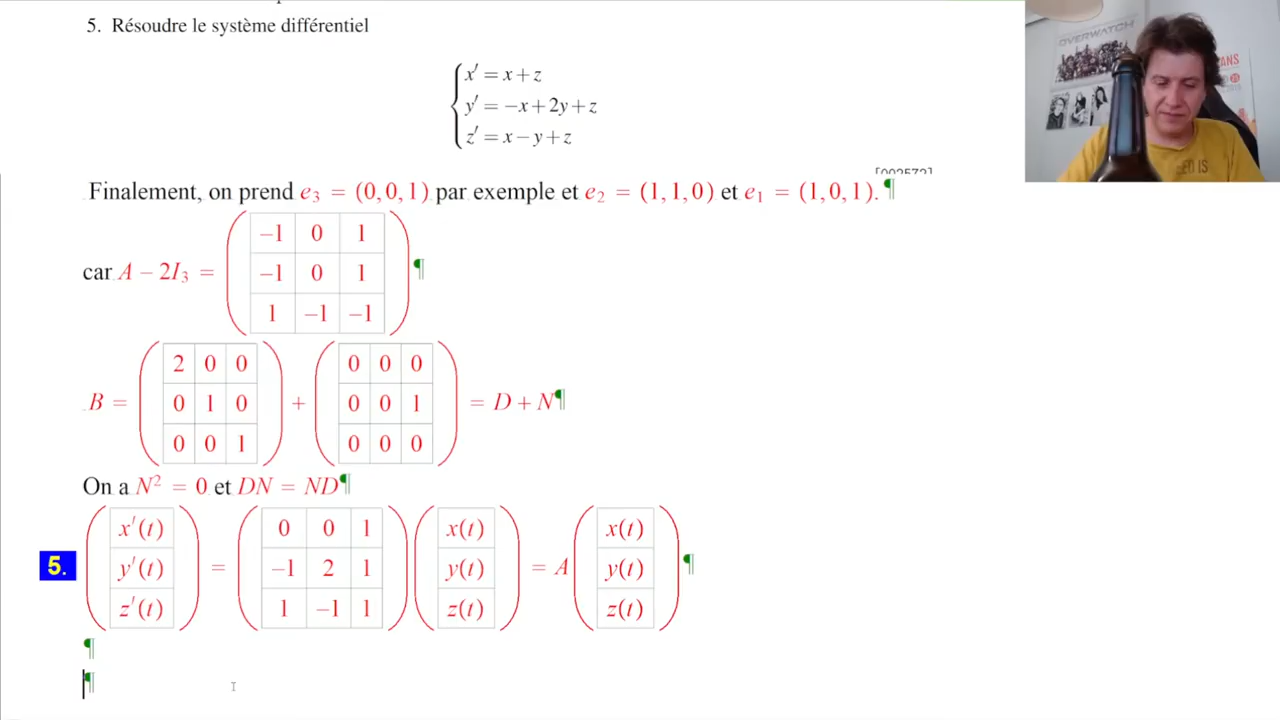 5. Résoudre le système différentiel
x′ = x + z
y′ = −x + 2y + z
z′ = x − y + z
Finalement, on prend e₃ = (0, 0, 1) par exemple et e₂ = (1, 1, 0) et e₁ = (1, 0, 1). ¶
−1 0 1
car A − 2I₃ = −1 0 1 ¶
1 −1 −1
2 0 0 0 0 0
B = 0 1 0 + 0 0 1 = D + N¶
0 0 1 0 0 0
On a N² = 0 et DN = ND¶
x′(t) 0 0 1 x(t) x(t)
5. y′(t) = −1 2 1 y(t) = A y(t) ¶
z′(t) 1 −1 1 z(t) z(t)
¶
¶
OVERWATCH
ANS